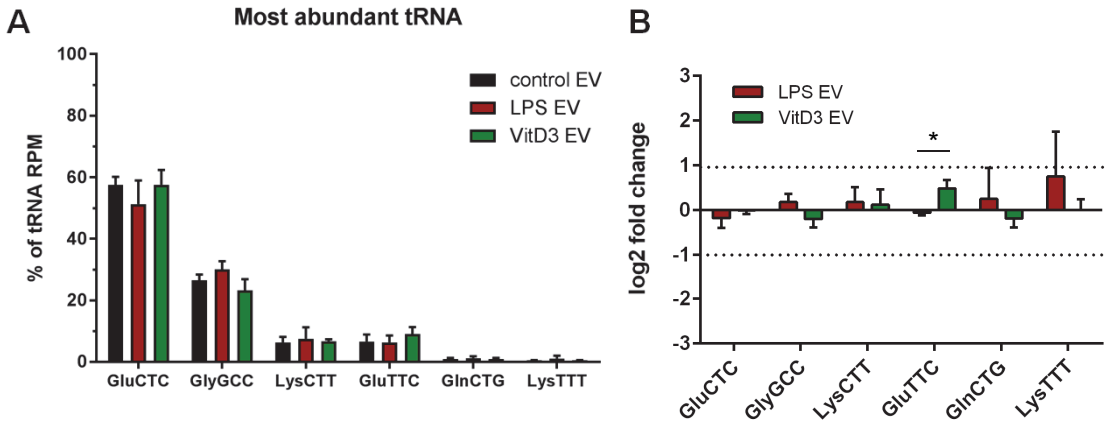 A
Most abundant tRNA
% of tRNA RPM
100
80
60
40
20
0
control EV
LPS EV
VitD3 EV
GluCTC GlyGCC LysCTT GluTTC GlnCTG LysTTT
B
log2 fold change
3
2
1
0
-1
-2
-3
LPS EV
VitD3 EV
*
GluCTC GlyGCC LysCTT GluTTC GlnCTG LysTTT